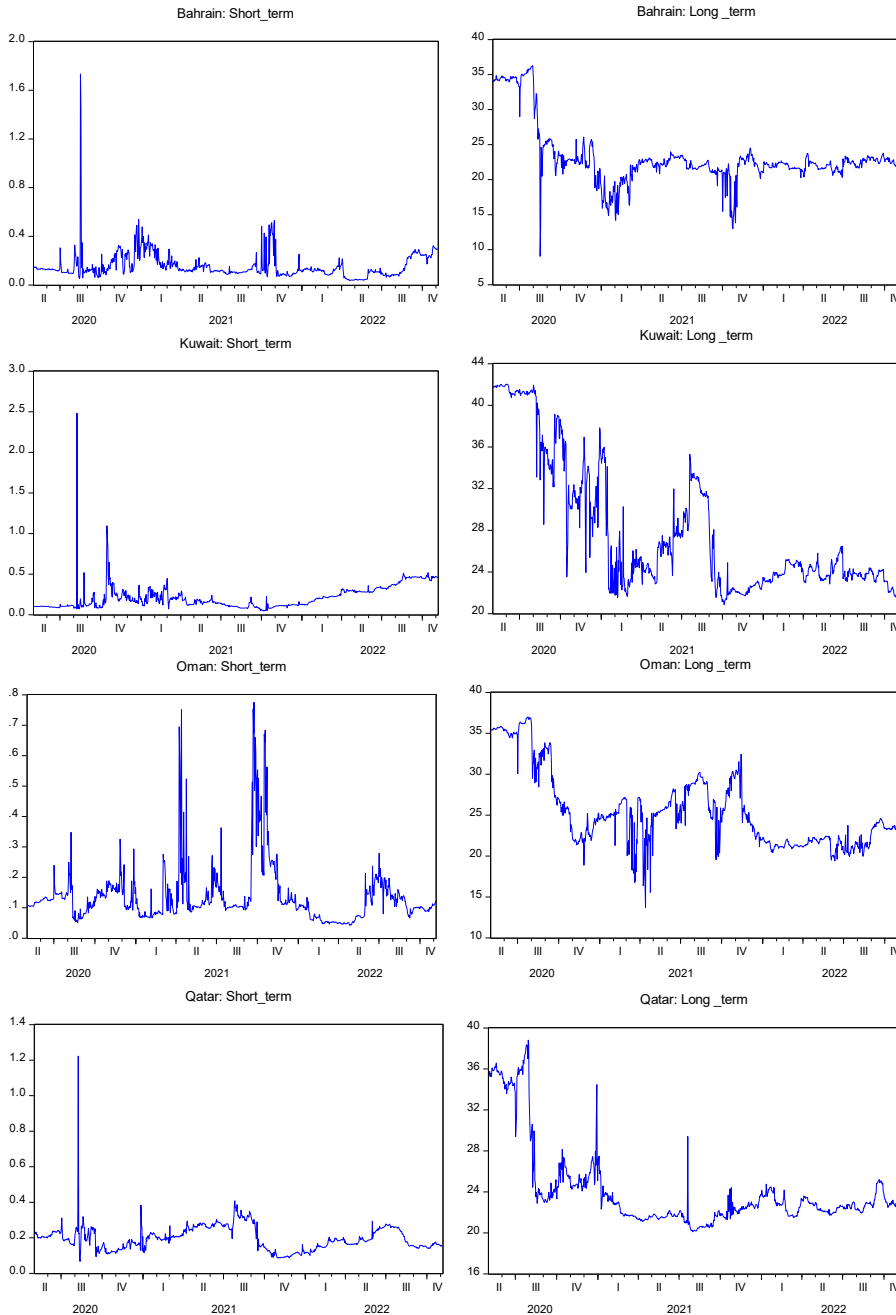 Bahrain: Short_term
2.0
1.6
1.2
0.8
0.4
0.0
II III IV I II III IV I II III IV
2020 2021 2022
Bahrain: Long _term
40
35
30
25
20
15
10
5
II III IV I II III IV I II III IV
2020 2021 2022
Kuwait: Short_term
3.0
2.5
2.0
1.5
1.0
0.5
0.0
II III IV I II III IV I II III IV
2020 2021 2022
Kuwait: Long _term
44
40
36
32
28
24
20
II III IV I II III IV I II III IV
2020 2021 2022
Oman: Short_term
.8
.7
.6
.5
.4
.3
.2
.1
.0
II III IV I II III IV I II III IV
2020 2021 2022
Oman: Long _term
40
35
30
25
20
15
10
II III IV I II III IV I II III IV
2020 2021 2022
Qatar: Short_term
1.4
1.2
1.0
0.8
0.6
0.4
0.2
0.0
II III IV I II III IV I II III IV
2020 2021 2022
Qatar: Long _term
40
36
32
28
24
20
16
II III IV I II III IV I II III IV
2020 2021 2022